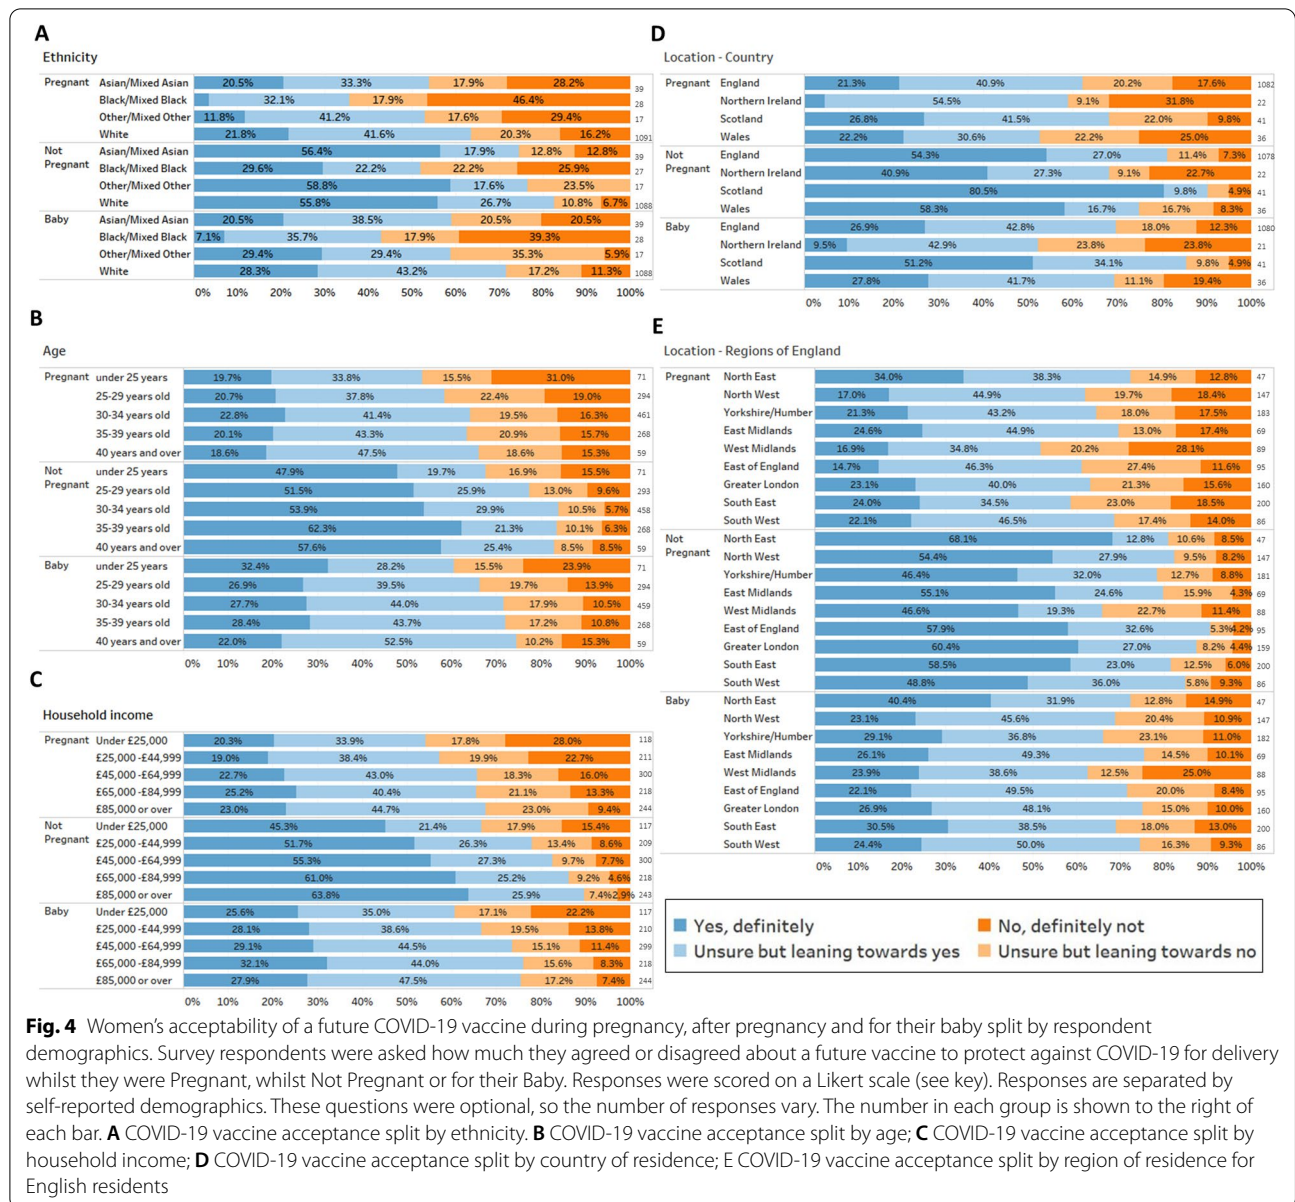 A
Ethnicity
Pregnant Asian/Mixed Asian 20.5% 33.3% 17.9% 28.2% 39
Black/Mixed Black 32.1% 17.9% 46.4% 28
Other/Mixed Other 11.8% 41.2% 17.6% 29.4% 17
White 21.8% 41.6% 20.3% 16.2% 1091
Not Pregnant Asian/Mixed Asian 56.4% 17.9% 12.8% 12.8% 39
Black/Mixed Black 29.6% 22.2% 22.2% 25.9% 27
Other/Mixed Other 58.8% 17.6% 23.5% 17
White 55.8% 26.7% 10.8% 6.7% 1088
Baby Asian/Mixed Asian 20.5% 38.5% 20.5% 20.5% 39
Black/Mixed Black 7.1% 35.7% 17.9% 39.3% 28
Other/Mixed Other 29.4% 29.4% 35.3% 5.9% 17
White 28.3% 43.2% 17.2% 11.3% 1088
0% 10% 20% 30% 40% 50% 60% 70% 80% 90% 100%
B
Age
Pregnant under 25 years 19.7% 33.8% 15.5% 31.0% 71
25-29 years old 20.7% 37.8% 22.4% 19.0% 294
30-34 years old 22.8% 41.4% 19.5% 16.3% 461
35-39 years old 20.1% 43.3% 20.9% 15.7% 268
40 years and over 18.6% 47.5% 18.6% 15.3% 59
Not Pregnant under 25 years 47.9% 19.7% 16.9% 15.5% 71
25-29 years old 51.5% 25.9% 13.0% 9.6% 293
30-34 years old 53.9% 29.9% 10.5% 5.7% 458
35-39 years old 62.3% 21.3% 10.1% 6.3% 268
40 years and over 57.6% 25.4% 8.5% 8.5% 59
Baby under 25 years 32.4% 28.2% 15.5% 23.9% 71
25-29 years old 26.9% 39.5% 19.7% 13.9% 294
30-34 years old 27.7% 44.0% 17.9% 10.5% 459
35-39 years old 28.4% 43.7% 17.2% 10.8% 268
40 years and over 22.0% 52.5% 10.2% 15.3% 59
0% 10% 20% 30% 40% 50% 60% 70% 80% 90% 100%
C
Household income
Pregnant Under £25,000 20.3% 33.9% 17.8% 28.0% 118
£25,000-£44,999 19.0% 38.4% 19.9% 22.7% 211
£45,000-£64,999 22.7% 43.0% 18.3% 16.0% 300
£65,000-£84,999 25.2% 40.4% 21.1% 13.3% 218
£85,000 or over 23.0% 44.7% 23.0% 9.4% 244
Not Pregnant Under £25,000 45.3% 21.4% 17.9% 15.4% 117
£25,000-£44,999 51.7% 26.3% 13.4% 8.6% 209
£45,000-£64,999 55.3% 27.3% 9.7% 7.7% 300
£65,000-£84,999 61.0% 25.2% 9.2% 4.6% 218
£85,000 or over 63.8% 25.9% 7.4% 2.9% 243
Baby Under £25,000 25.6% 35.0% 17.1% 22.2% 117
£25,000-£44,999 28.1% 38.6% 19.5% 13.8% 210
£45,000-£64,999 29.1% 44.5% 15.1% 11.4% 299
£65,000-£84,999 32.1% 44.0% 15.6% 8.3% 218
£85,000 or over 27.9% 47.5% 17.2% 7.4% 244
0% 10% 20% 30% 40% 50% 60% 70% 80% 90% 100%
D
Location - Country
Pregnant England 21.3% 40.9% 20.2% 17.6% 1082
Northern Ireland 54.5% 9.1% 31.8% 22
Scotland 26.8% 41.5% 22.0% 9.8% 41
Wales 22.2% 30.6% 22.2% 25.0% 36
Not Pregnant England 54.3% 27.0% 11.4% 7.3% 1078
Northern Ireland 40.9% 27.3% 9.1% 22.7% 22
Scotland 80.5% 9.8% 4.9% 41
Wales 58.3% 16.7% 16.7% 8.3% 36
Baby England 26.9% 42.8% 18.0% 12.3% 1080
Northern Ireland 9.5% 42.9% 23.8% 23.8% 21
Scotland 51.2% 34.1% 9.8% 4.9% 41
Wales 27.8% 41.7% 11.1% 19.4% 36
0% 10% 20% 30% 40% 50% 60% 70% 80% 90% 100%
E
Location - Regions of England
Pregnant North East 34.0% 38.3% 14.9% 12.8% 47
North West 17.0% 44.9% 19.7% 18.4% 147
Yorkshire/Humber 21.3% 43.2% 18.0% 17.5% 183
East Midlands 24.6% 44.9% 13.0% 17.4% 69
West Midlands 16.9% 34.8% 20.2% 28.1% 89
East of England 14.7% 46.3% 27.4% 11.6% 95
Greater London 23.1% 40.0% 21.3% 15.6% 160
South East 24.0% 34.5% 23.0% 18.5% 200
South West 22.1% 46.5% 17.4% 14.0% 86
Not Pregnant North East 68.1% 12.8% 10.6% 8.5% 47
North West 54.4% 27.9% 9.5% 8.2% 147
Yorkshire/Humber 46.4% 32.0% 12.7% 8.8% 181
East Midlands 55.1% 24.6% 15.9% 4.3% 69
West Midlands 46.6% 19.3% 22.7% 11.4% 88
East of England 57.9% 32.6% 5.3% 4.2% 95
Greater London 60.4% 27.0% 8.2% 4.4% 159
South East 58.5% 23.0% 12.5% 6.0% 200
South West 48.8% 36.0% 5.8% 9.3% 86
Baby North East 40.4% 31.9% 12.8% 14.9% 47
North West 23.1% 45.6% 20.4% 10.9% 147
Yorkshire/Humber 29.1% 36.8% 23.1% 11.0% 182
East Midlands 26.1% 49.3% 14.5% 10.1% 69
West Midlands 23.9% 38.6% 12.5% 25.0% 88
East of England 22.1% 49.5% 20.0% 8.4% 95
Greater London 26.9% 48.1% 15.0% 10.0% 160
South East 30.5% 38.5% 18.0% 13.0% 200
South West 24.4% 50.0% 16.3% 9.3% 86
0% 10% 20% 30% 40% 50% 60% 70% 80% 90% 100%
Yes, definitely No, definitely not
Unsure but leaning towards yes Unsure but leaning towards no
Fig. 4 Women's acceptability of a future COVID-19 vaccine during pregnancy, after pregnancy and for their baby split by respondent
demographics. Survey respondents were asked how much they agreed or disagreed about a future vaccine to protect against COVID-19 for delivery
whilst they were Pregnant, whilst Not Pregnant or for their Baby. Responses were scored on a Likert scale (see key). Responses are separated by
self-reported demographics. These questions were optional, so the number of responses vary. The number in each group is shown to the right of
each bar. A COVID-19 vaccine acceptance split by ethnicity. B COVID-19 vaccine acceptance split by age; C COVID-19 vaccine acceptance split by
household income; D COVID-19 vaccine acceptance split by country of residence; E COVID-19 vaccine acceptance split by region of residence for
English residents